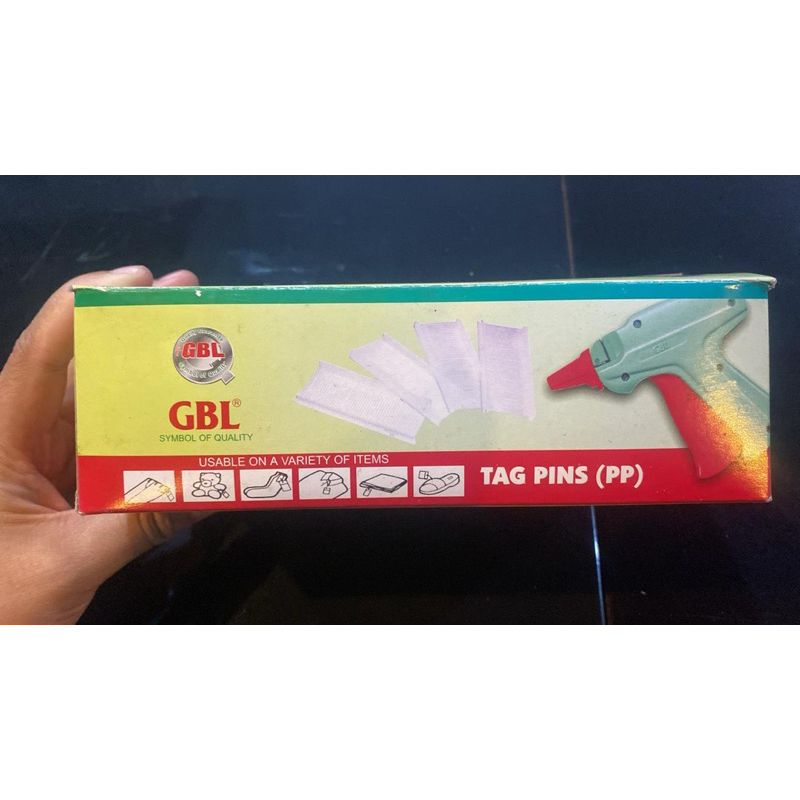 GBL
GBL®
SYMBOL OF QUALITY
USABLE ON A VARIETY OF ITEMS
TAG PINS (PP)